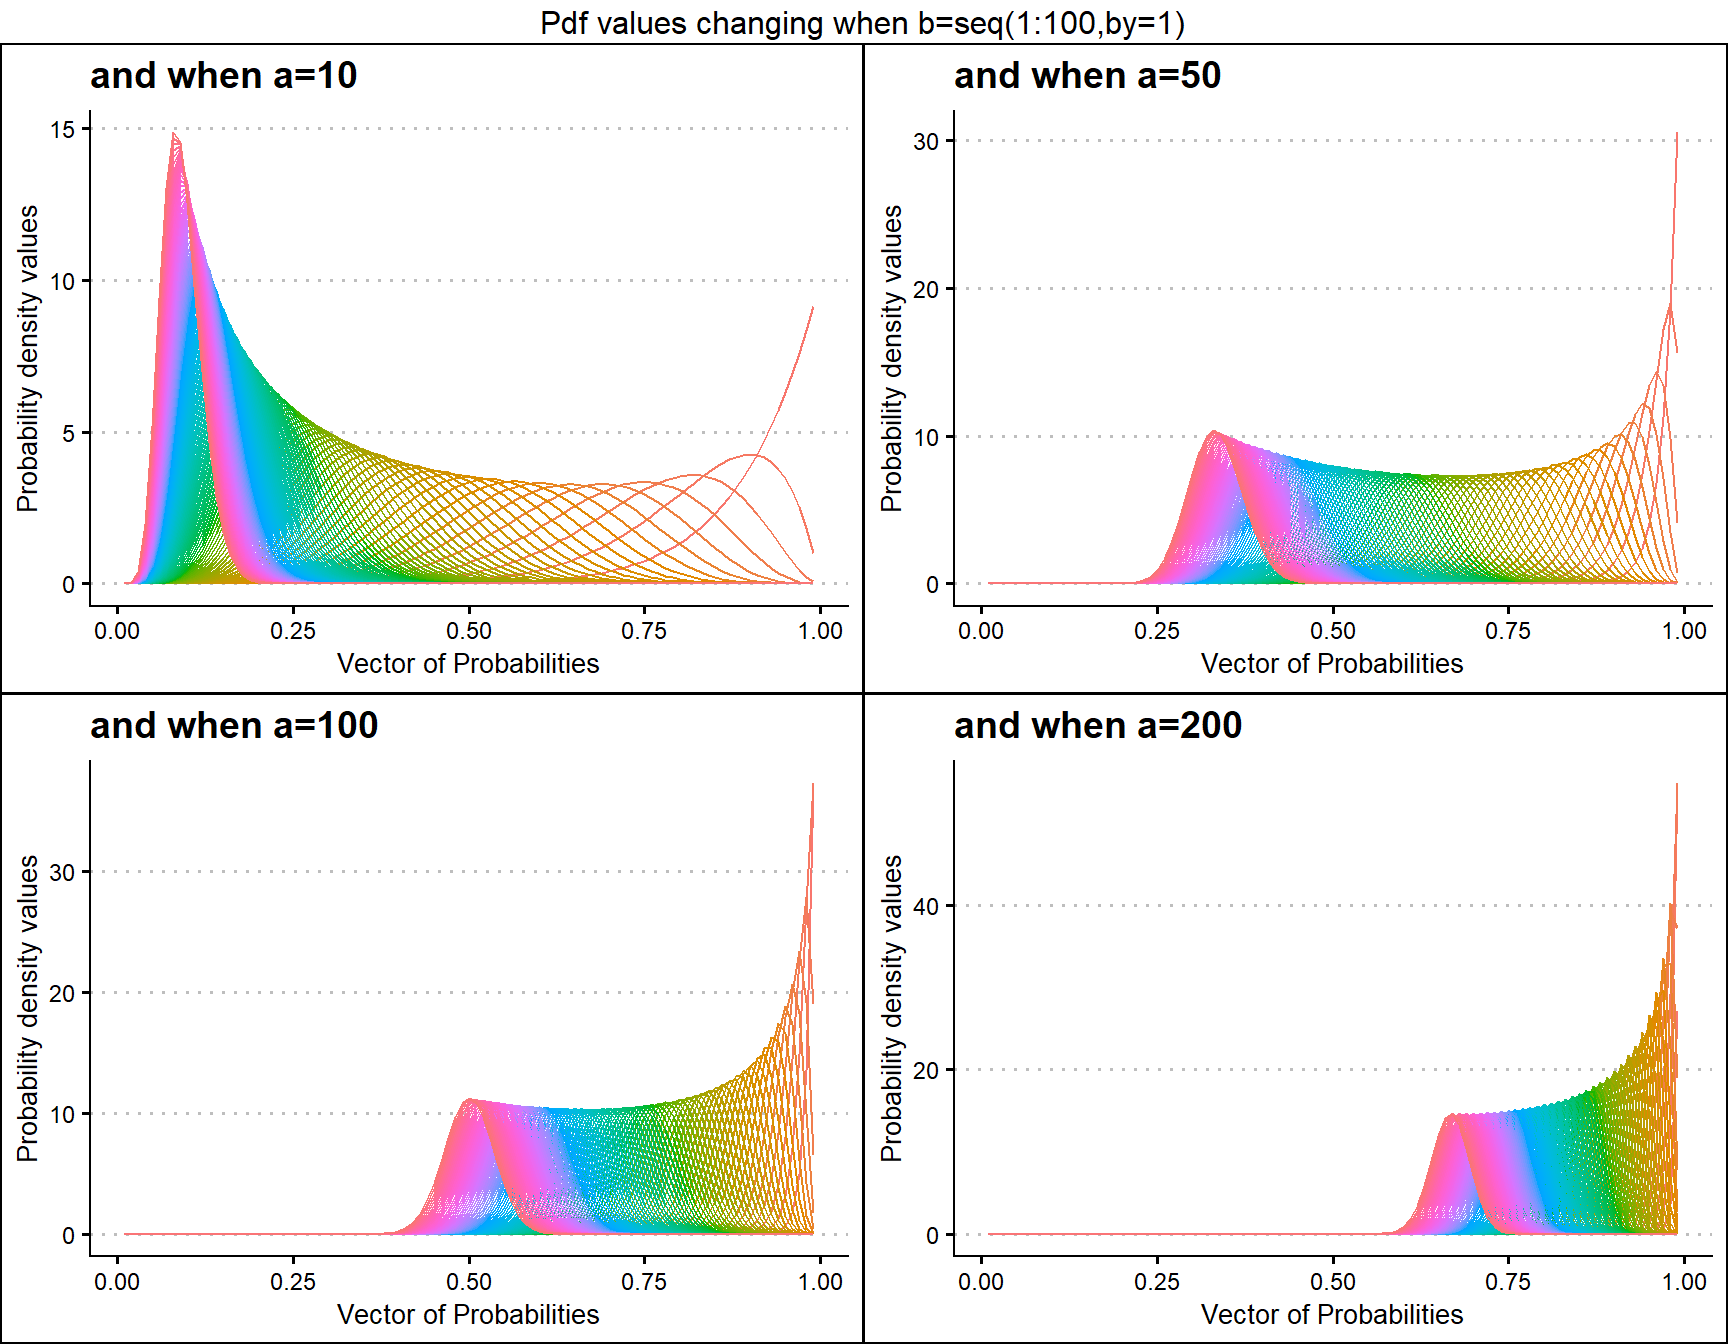 Pdf values changing when b=seq(1:100,by=1)
and when a=10
Probability density values
15
10
5
0
0.00 0.25 0.50 0.75 1.00
Vector of Probabilities
and when a=50
Probability density values
30
20
10
0
0.00 0.25 0.50 0.75 1.00
Vector of Probabilities
and when a=100
Probability density values
30
20
10
0
0.00 0.25 0.50 0.75 1.00
Vector of Probabilities
and when a=200
Probability density values
40
20
0
0.00 0.25 0.50 0.75 1.00
Vector of Probabilities